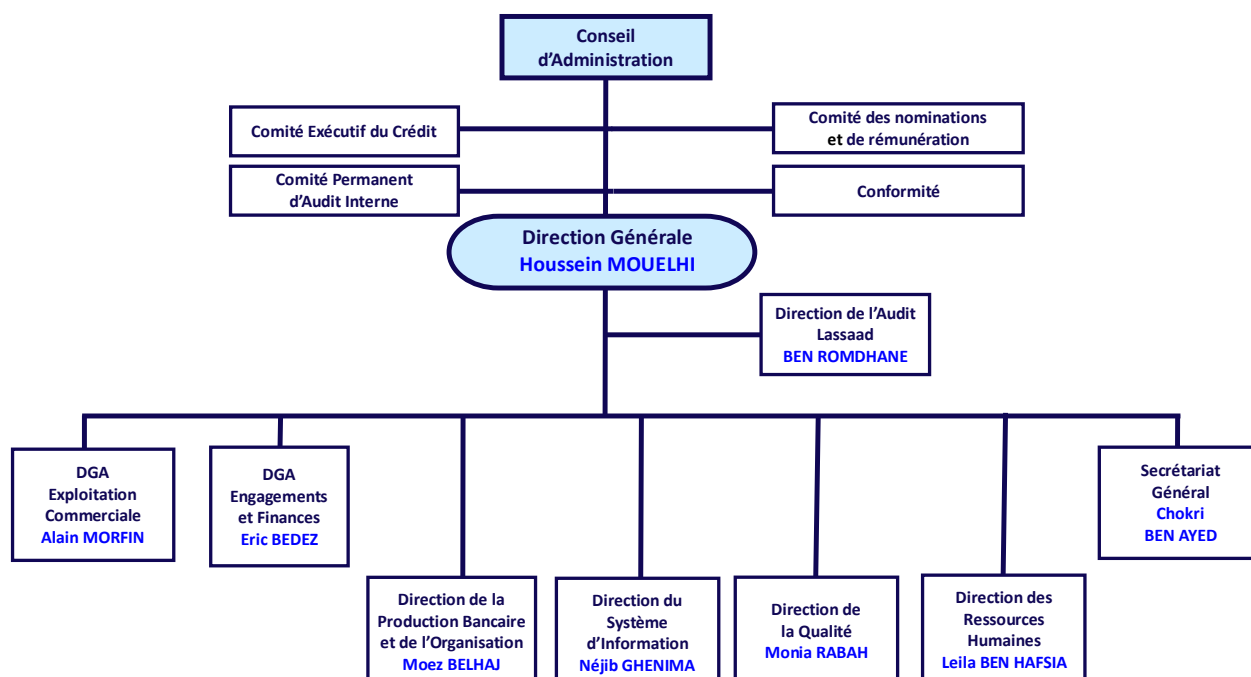 Conseil
d’Administration
Comité Exécutif du Crédit
Comité des nominations
et de rémunération
Comité Permanent
d’Audit Interne
Conformité
Direction Générale
Houssein MOUELHI
Direction de l’Audit
Lassaad
BEN ROMDHANE
DGA
Exploitation
Commerciale
Alain MORFIN
DGA
Engagements
et Finances
Eric BEDEZ
Secrétariat
Général
Chokri
BEN AYED
Direction de la
Production Bancaire
et de l’Organisation
Moez BELHAJ
Direction du
Système
d’Information
Néjib GHENIMA
Direction de
la Qualité
Monia RABAH
Direction des
Ressources
Humaines
Leila BEN HAFSIA